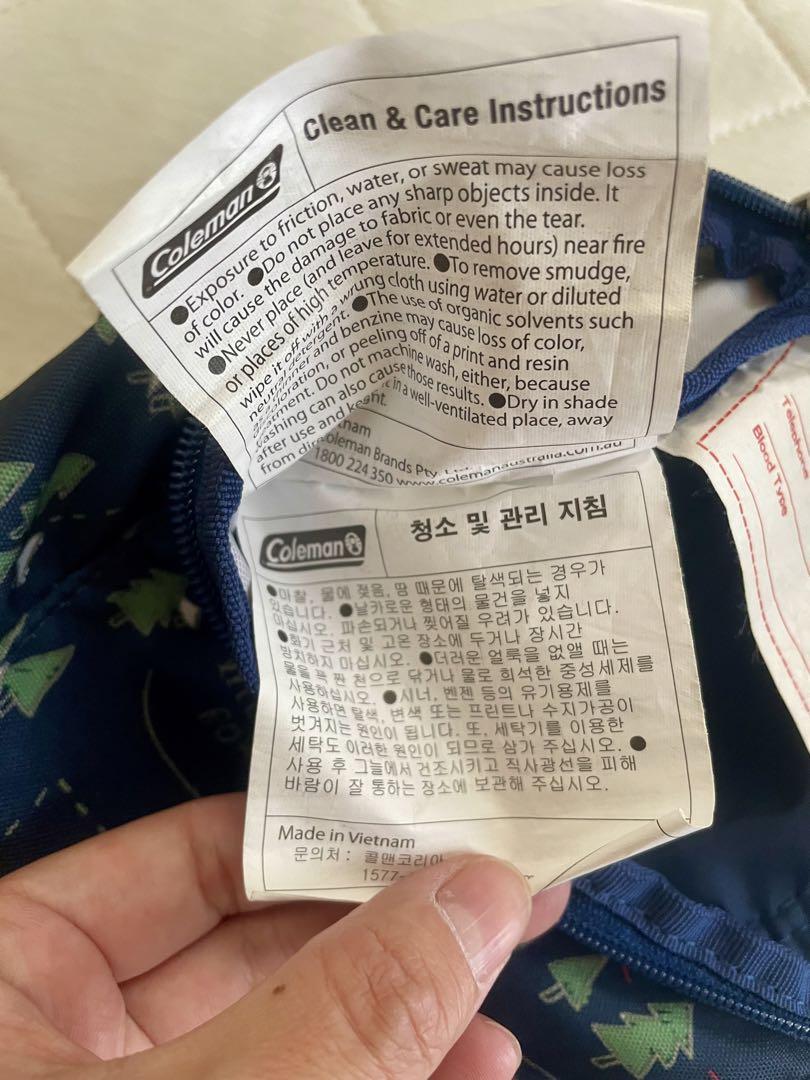 Clean & Care Instructions
Coleman
●Exposure to friction, water, or sweat may cause loss
of color. ●Do not place any sharp objects inside. It
will cause the damage to fabric or even the tear.
●Never place (and leave for extended hours) near fire
or places of high temperature. ●To remove smudge,
wipe it off with a wrung cloth using water or diluted
neutral detergent. ●The use of organic solvents such
and benzine may cause loss of color,
or peeling off of a print and resin
Do not machine wash, either, because
washing can also cause those results. ●Dry in shade
after use and in a well-ventilated place, away
from
Coleman Brands Pty.
1800 224 350 www.colemanaustralia.com.au
Coleman
청소 및 관리 지침
●마찰, 물에 젖음, 땀 때문에 탈색되는 경우가
있습니다. ●날카로운 형태의 물건을 넣지
마십시오. 파손되거나 찢어질 우려가 있습니다.
●화기 근처 및 고온 장소에 두거나 장시간
방치하지 마십시오. ●더러운 얼룩을 없앨 때는
물을 꼭 짠 천으로 닦거나 물로 희석한 중성세제를
사용하십시오. ●시너, 벤젠 등의 유기용제를
사용하면 탈색, 변색 또는 프린트나 수지가공이
벗겨지는 원인이 됩니다. 또, 세탁기를 이용한
세탁도 이러한 원인이 되므로 삼가 주십시오. ●
사용 후 그늘에서 건조시키고 직사광선을 피해
바람이 잘 통하는 장소에 보관해 주십시오.
Made in Vietnam
문의처 : 콜맨코리아
1577-
Blood Type